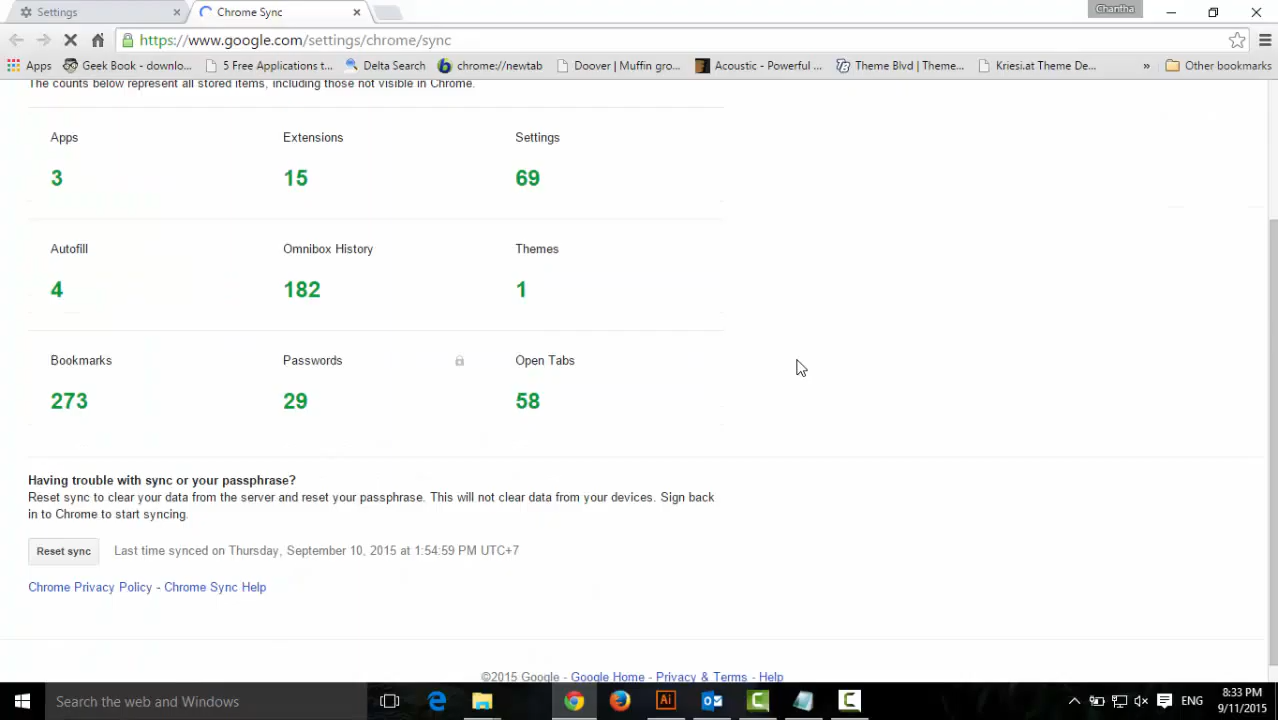 Settings
Chrome Sync
Chantha
https://www.google.com/settings/chrome/sync
Apps
Geek Book - downlo...
5 Free Applications t...
Delta Search
chrome://newtab
Doover | Muffin gro...
Acoustic - Powerful ...
Theme Blvd | Theme...
Kriesi.at Theme De...
»
Other bookmarks
The counts below represent all stored items, including those not visible in Chrome.
Apps Extensions Settings
3 15 69
Autofill Omnibox History Themes
4 182 1
Bookmarks Passwords Open Tabs
273 29 58
Having trouble with sync or your passphrase?
Reset sync to clear your data from the server and reset your passphrase. This will not clear data from your devices. Sign back
in to Chrome to start syncing.
Reset sync Last time synced on Thursday, September 10, 2015 at 1:54:59 PM UTC+7
Chrome Privacy Policy - Chrome Sync Help
©2015 Google - Google Home - Privacy & Terms - Help
Search the web and Windows
Ai
ENG
8:33 PM
9/11/2015